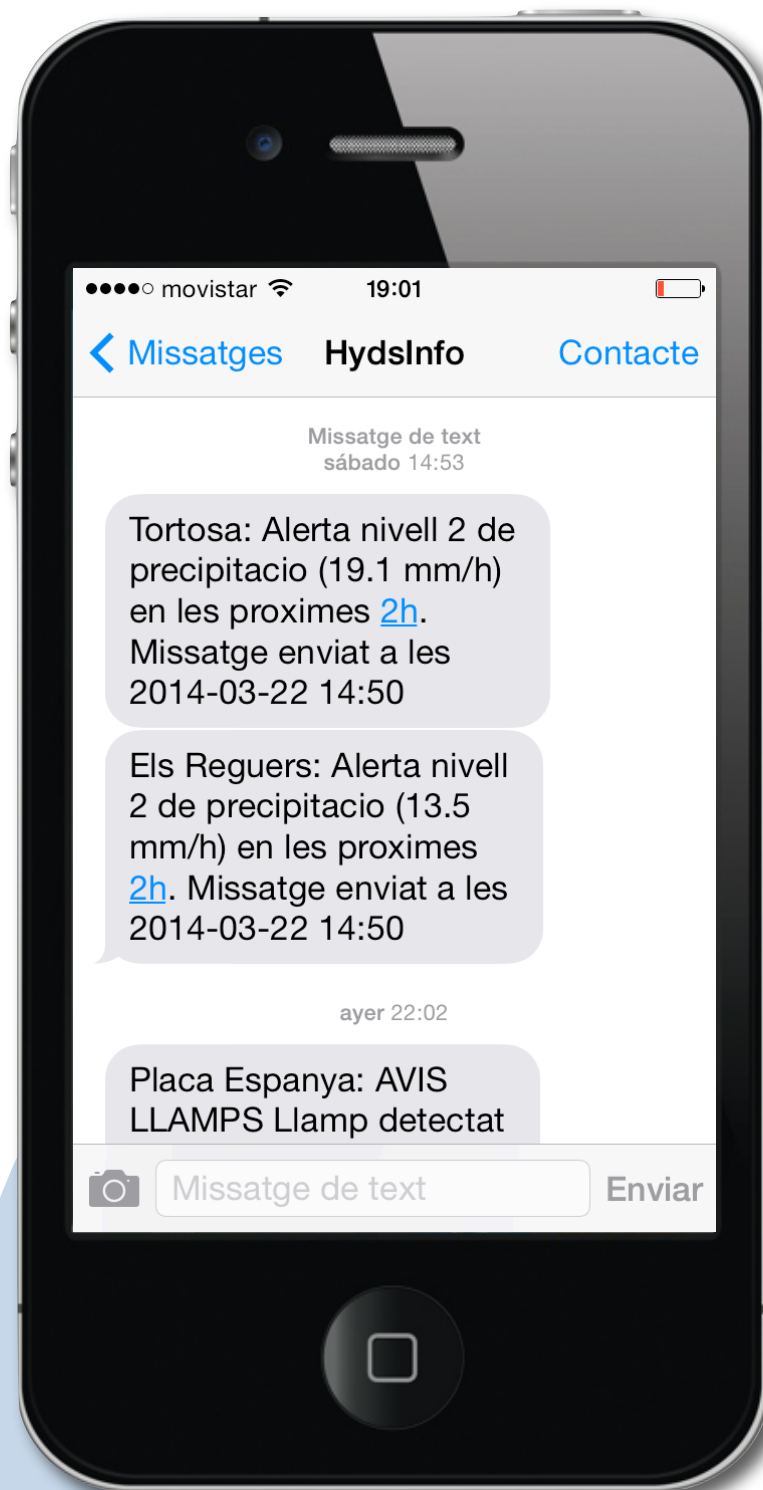 movistar 19:01
Missatges HydsInfo Contacte
Missatge de text
sábado 14:53
Tortosa: Alerta nivell 2 de
precipitacio (19.1 mm/h)
en les proximes 2h.
Missatge enviat a les
2014-03-22 14:50
Els Reguers: Alerta nivell
2 de precipitacio (13.5
mm/h) en les proximes
2h. Missatge enviat a les
2014-03-22 14:50
ayer 22:02
Placa Espanya: AVIS
LLAMPS Llamp detectat
Missatge de text Enviar